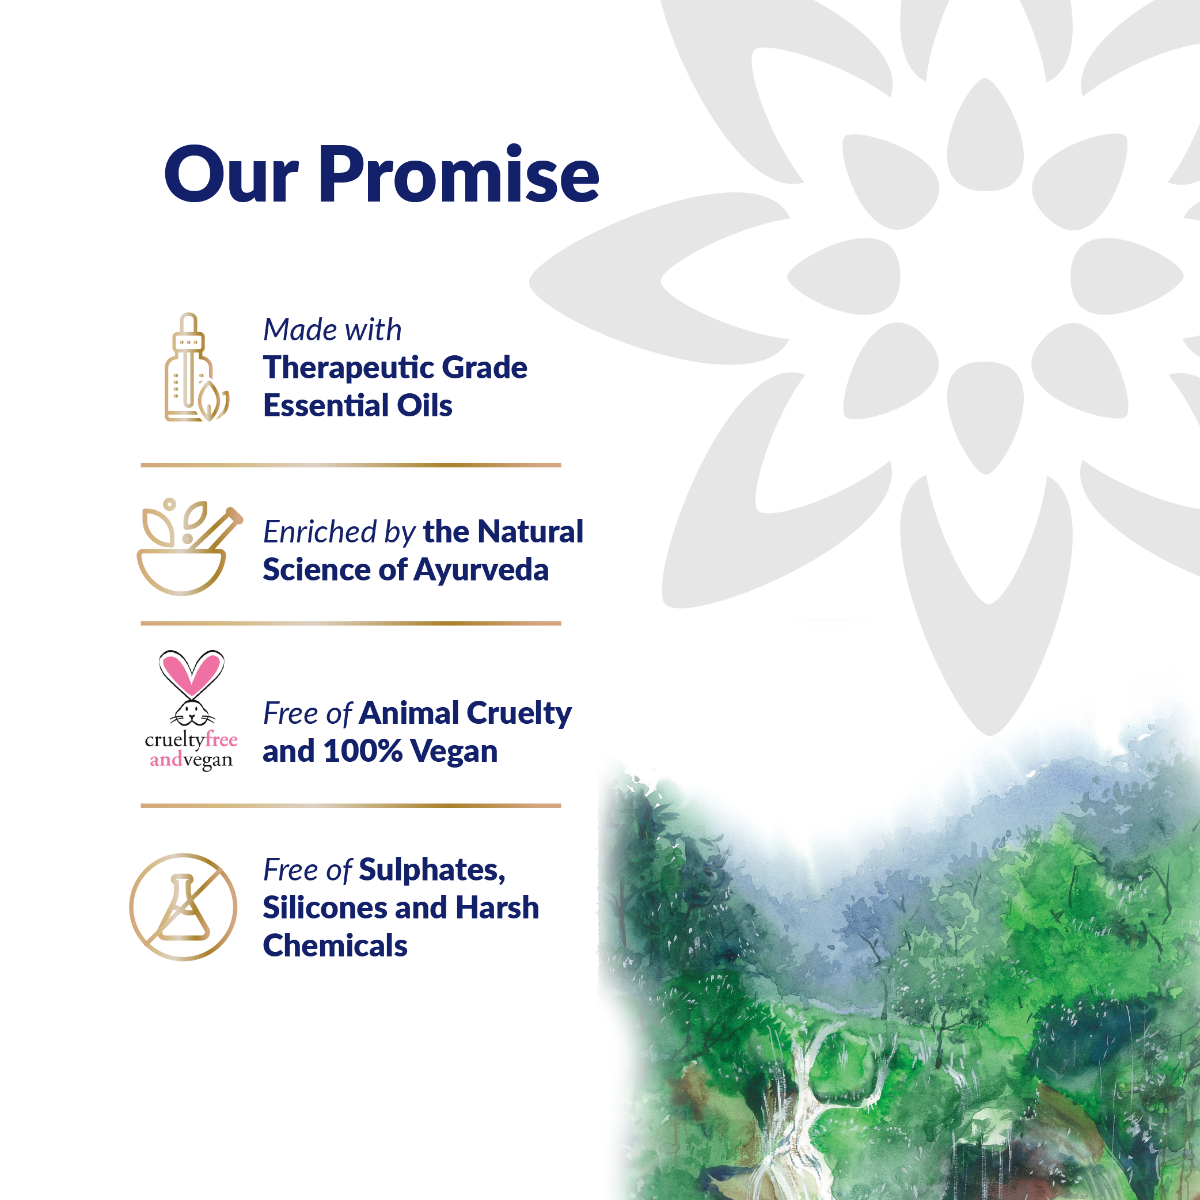 Our Promise
Made with
Therapeutic Grade
Essential Oils
Enriched by the Natural
Science of Ayurveda
crueltyfree
andvegan
Free of Animal Cruelty
and 100% Vegan
Free of Sulphates,
Silicones and Harsh
Chemicals